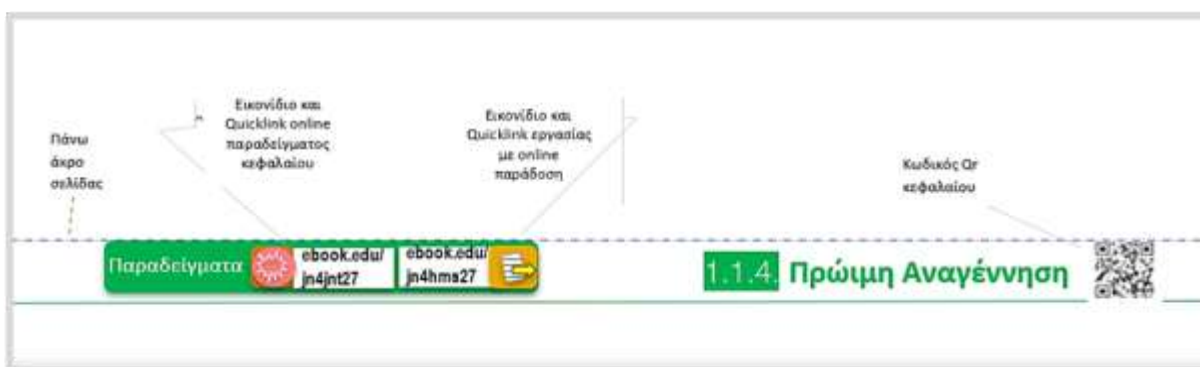 Πάνω
άκρο
σελίδας
Εικονίδιο και
Quicklink online
παραδείγματος
κεφαλαίου
Εικονίδιο και
Quicklink εργασίας
με online
παράδοση
Κωδικός Qr
κεφαλαίου
Παραδείγματα
ebook.edu/
jn4jnt27
ebook.edu/
jn4hms27
1.1.4. Πρώιμη Αναγέννηση